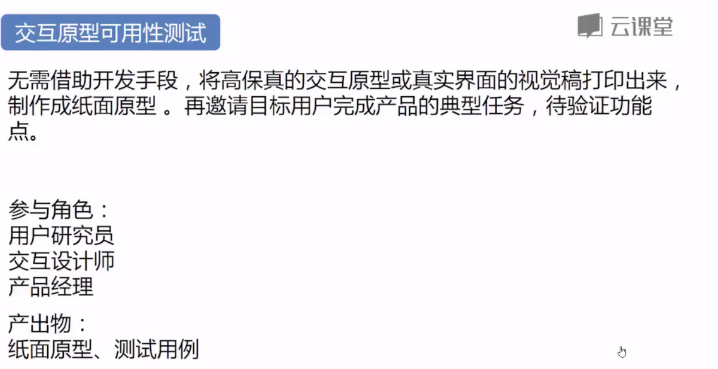 交互原型可用性测试
云课堂
无需借助开发手段，将高保真的交互原型或真实界面的视觉稿打印出来，
制作成纸面原型 。再邀请目标用户完成产品的典型任务，待验证功能
点。
参与角色：
用户研究员
交互设计师
产品经理
产出物：
纸面原型、测试用例